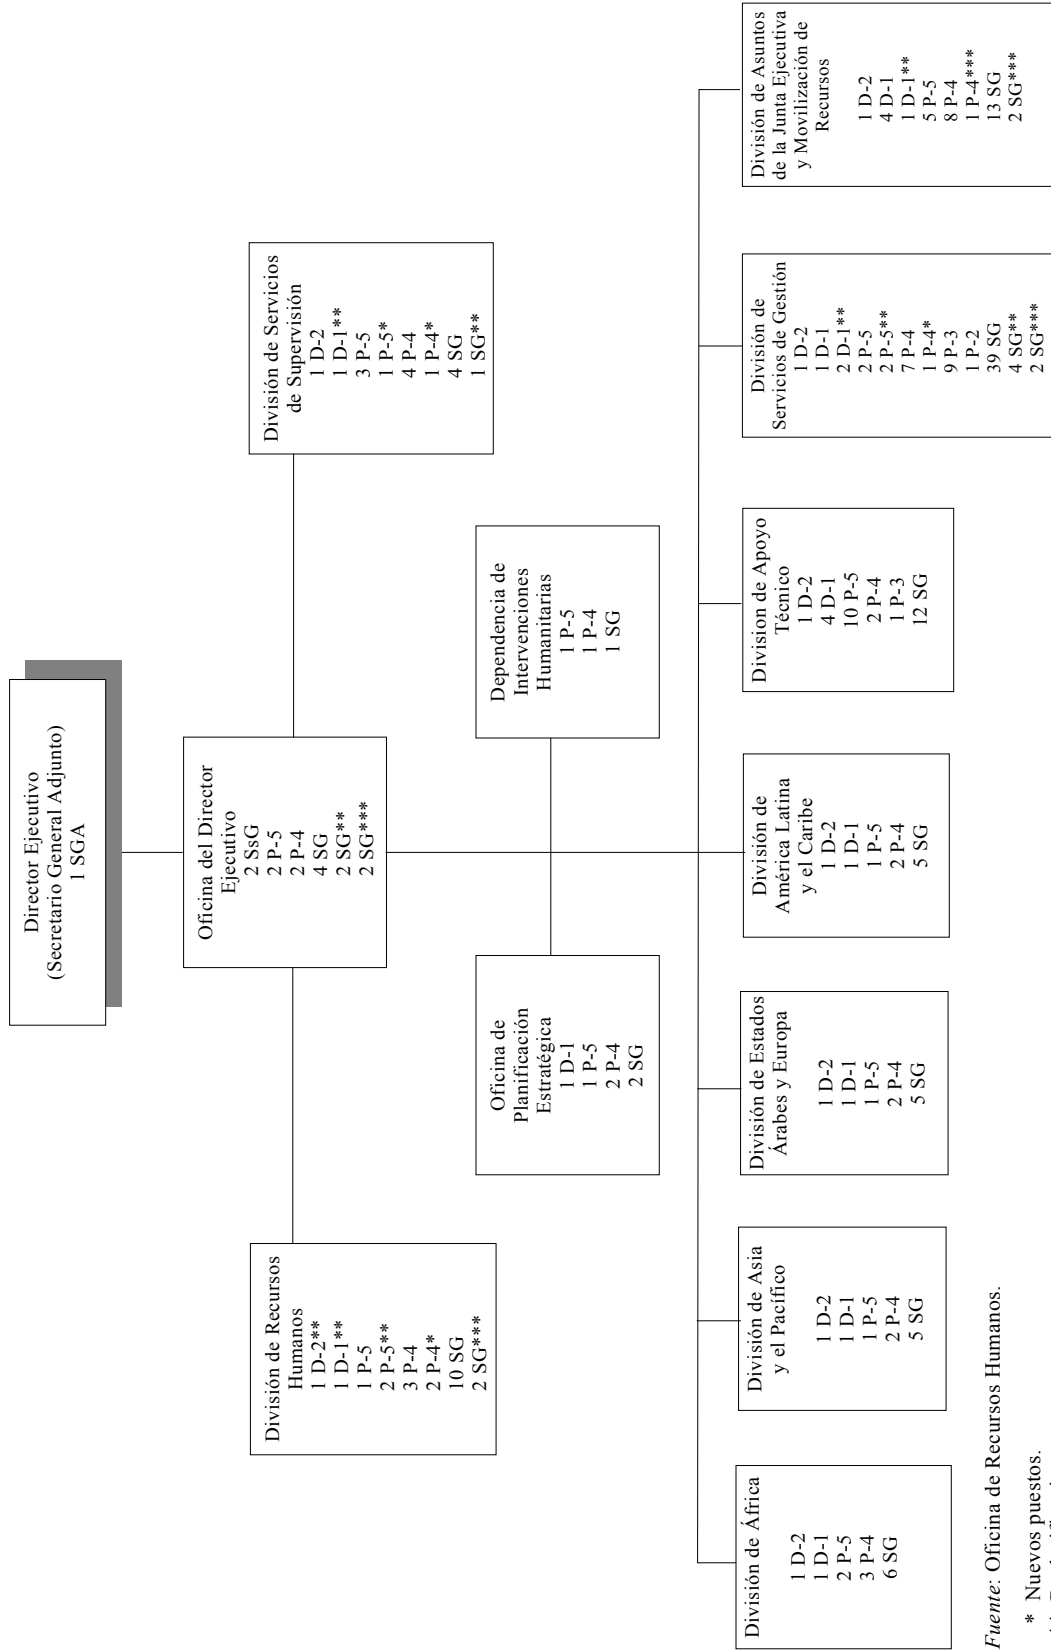 Director Ejecutivo
(Secretario General Adjunto)
1 SGA
Oficina del Director
Ejecutivo
2 SsG
2 P-5
2 P-4
4 SG
2 SG**
2 SG***
División de Recursos
Humanos
1 D-2**
1 D-1**
1 P-5
2 P-5**
3 P-4
2 P-4*
10 SG
2 SG***
División de Servicios
de Supervisión
1 D-2
1 D-1**
3 P-5
1 P-5*
4 P-4
1 P-4*
4 SG
1 SG**
Oficina de
Planificación
Estratégica
1 D-1
1 P-5
2 P-4
2 SG
Dependencia de
Intervenciones
Humanitarias
1 P-5
1 P-4
1 SG
División de África
1 D-2
1 D-1
2 P-5
3 P-4
6 SG
División de Asia
y el Pacífico
1 D-2
1 D-1
1 P-5
2 P-4
5 SG
División de Estados
Árabes y Europa
1 D-2
1 D-1
1 P-5
2 P-4
5 SG
División de
América Latina
y el Caribe
1 D-2
1 D-1
1 P-5
2 P-4
5 SG
Division de Apoyo
Técnico
1 D-2
4 D-1
10 P-5
2 P-4
1 P-3
12 SG
División de
Servicios de Gestión
1 D-2
1 D-1
2 D-1**
2 P-5
2 P-5**
7 P-4
1 P-4*
9 P-3
1 P-2
39 SG
4 SG**
2 SG***
División de Asuntos
de la Junta Ejecutiva
y Movilización de
Recursos
1 D-2
4 D-1
1 D-1**
5 P-5
8 P-4
1 P-4***
13 SG
2 SG***
Fuente: Oficina de Recursos Humanos.
* Nuevos puestos.